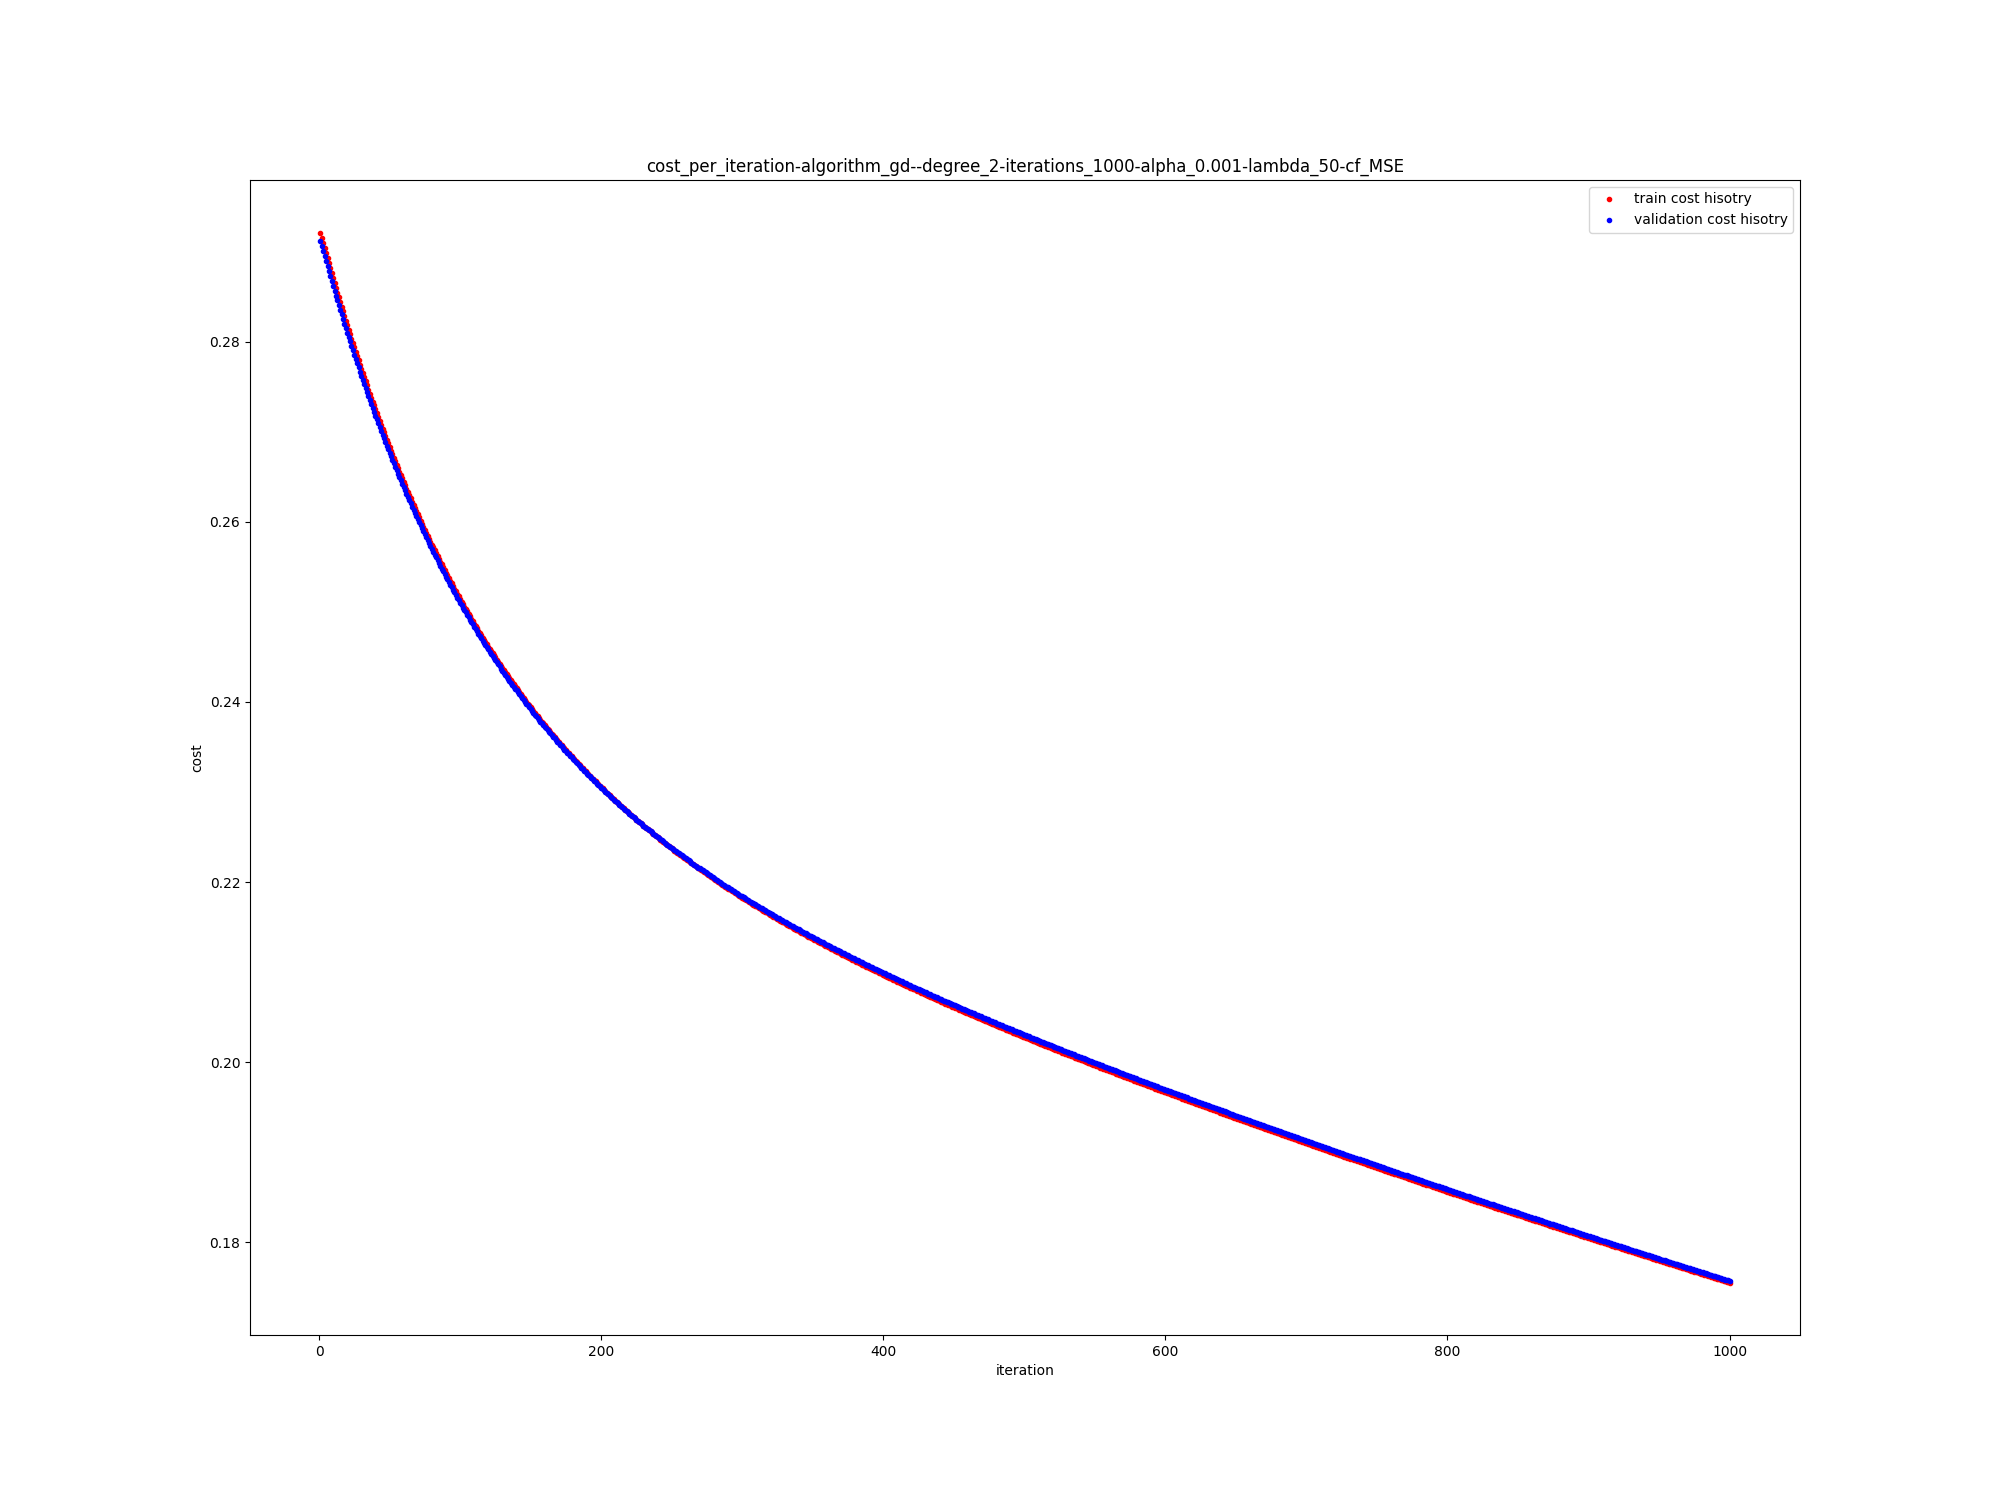 cost_per_iteration-algorithm_gd--degree_2-iterations_1000-alpha_0.001-lambda_50-cf_MSE
train cost hisotry
validation cost hisotry
0.28
0.26
0.24
0.22
0.20
0.18
cost
0 200 400 600 800 1000
iteration